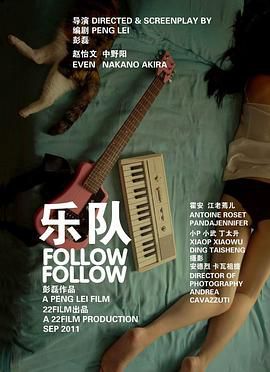 导演 DIRECTED & SCREENPLAY BY
编剧 PENG LEI
彭磊
赵怡文 中野阳
EVEN NAKANO AKIRA
乐队
FOLLOW
FOLLOW
彭磊作品
A PENG LEI FILM
22FILM出品
A 22FILM PRODUCTION
SEP 2011
霍安 江老蔫儿
ANTOINE ROSET
PANDAJENNIFER
小P 小武 丁太升
XIAOP XIAOWU
DING TAISHENG
摄影
安德烈 卡瓦祖提
DIRECTOR OF
PHOTOGRAPHY
ANDREA
CAVAZZUTI